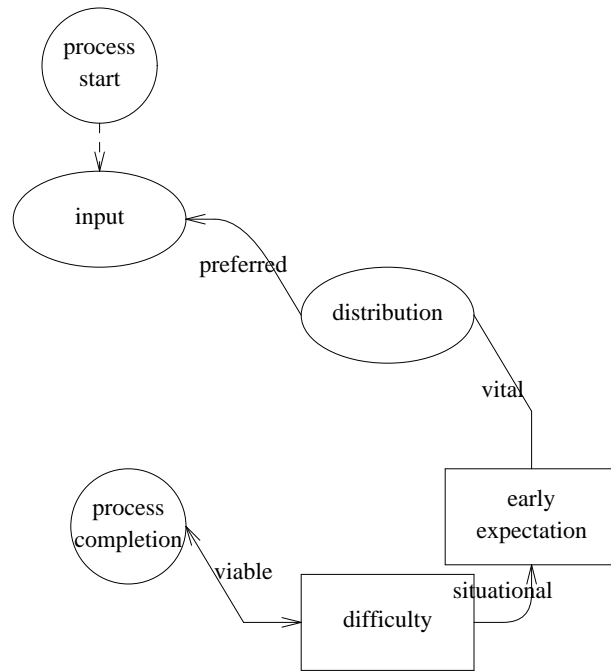 process
start
input
preferred
distribution
vital
early
expectation
process
completion
viable
situational
difficulty